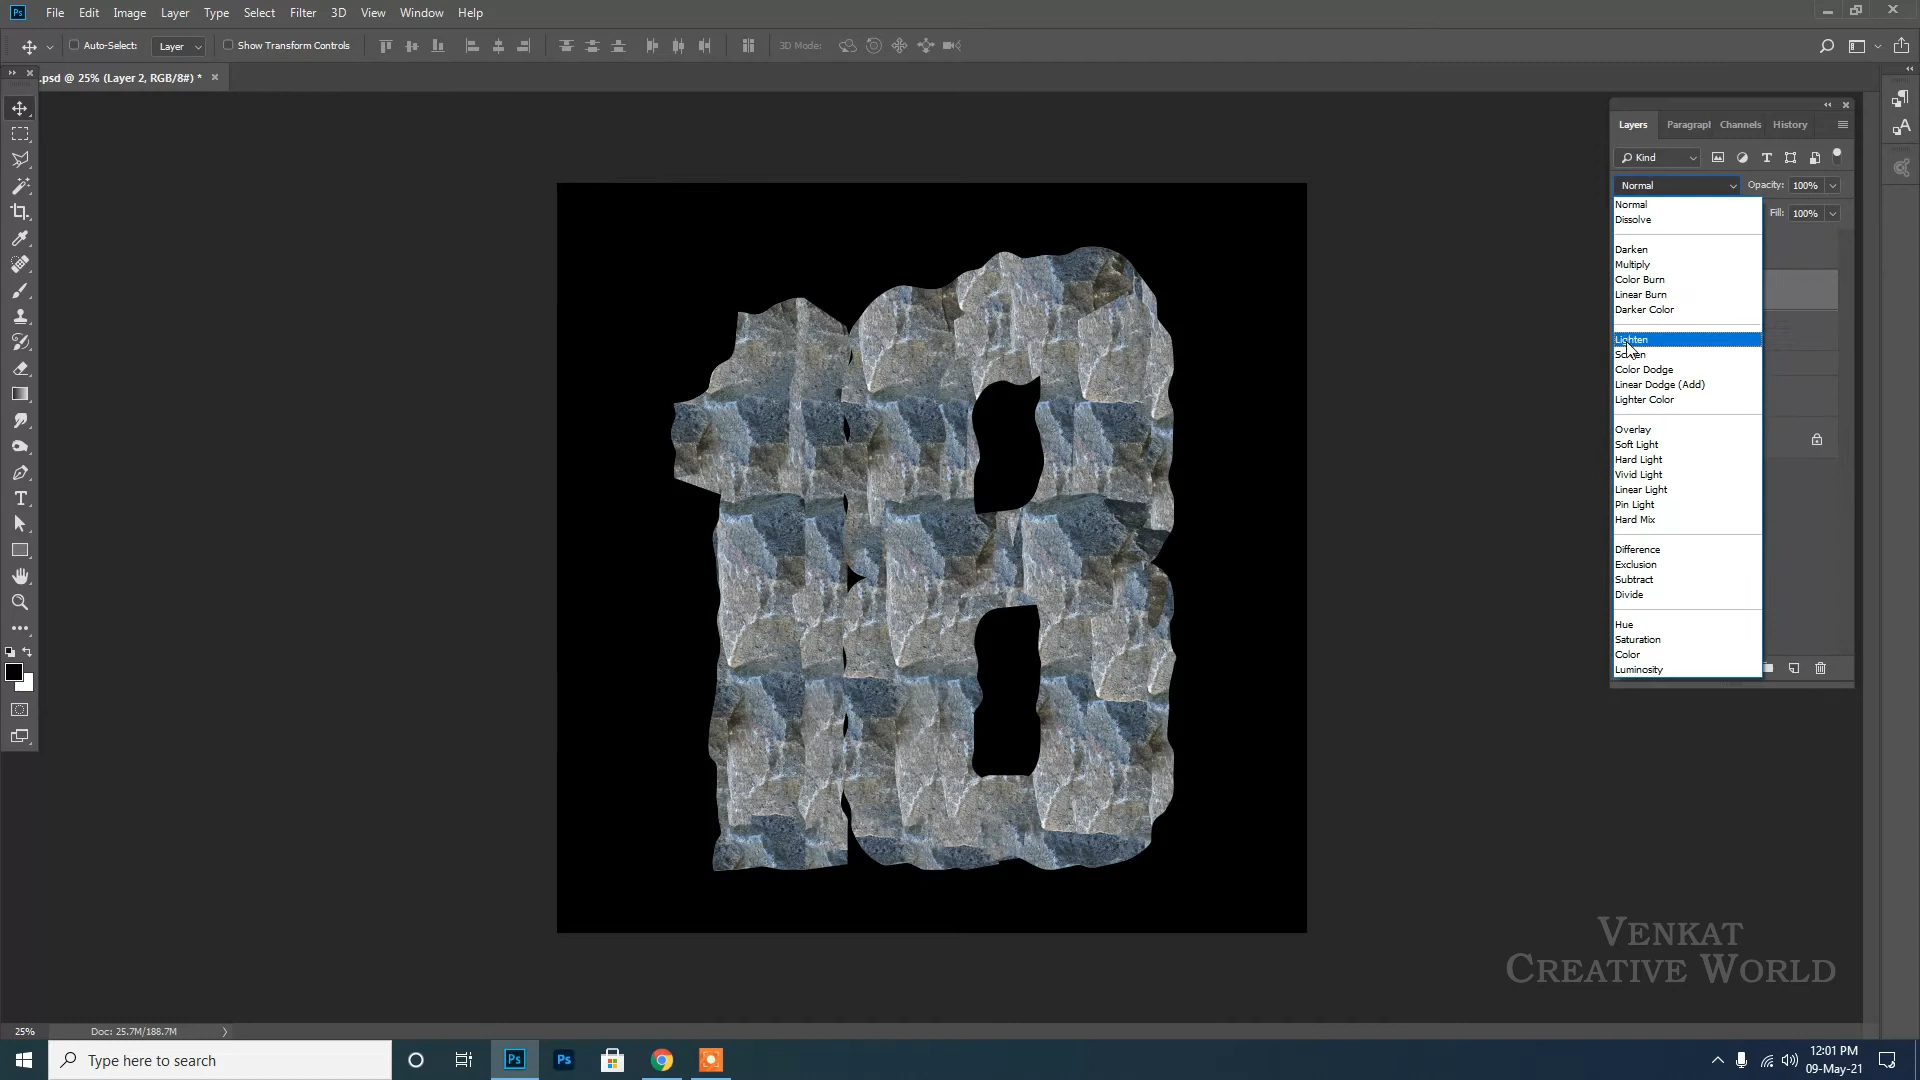 Ps File Edit Image Layer Type Select Filter 3D View Window Help
Auto-Select: Layer Show Transform Controls 3D Mode:
.psd @ 25% (Layer 2, RGB/8#) *
Layers Paragrapl Channels History
Kind
Normal Opacity: 100%
Fill: 100%
Normal
Dissolve
Darken
Multiply
Color Burn
Linear Burn
Darker Color
Lighten
Screen
Color Dodge
Linear Dodge (Add)
Lighter Color
Overlay
Soft Light
Hard Light
Vivid Light
Linear Light
Pin Light
Hard Mix
Difference
Exclusion
Subtract
Divide
Hue
Saturation
Color
Luminosity
VENKAT
CREATIVE WORLD
25% Doc: 25.7M/188.7M
Type here to search
Ps
Ps
12:01 PM
09-May-21